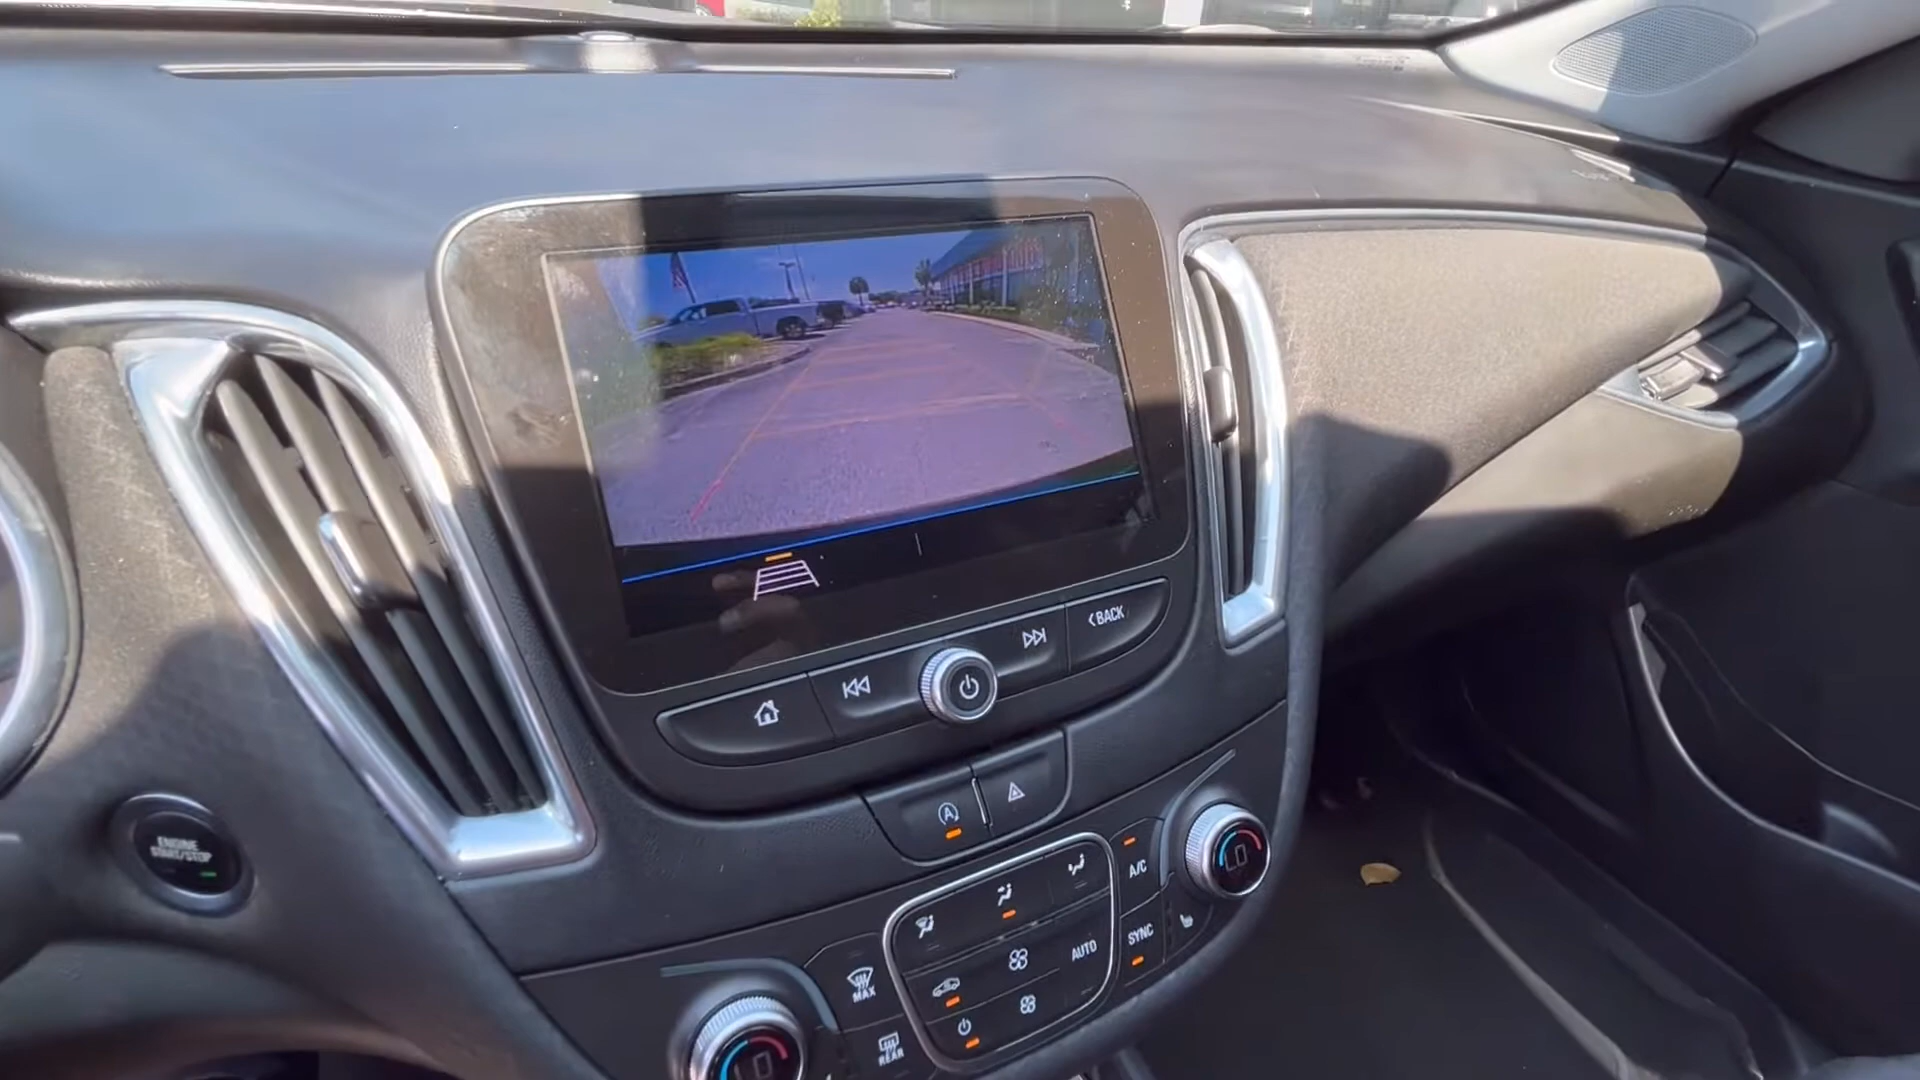 < BACK
ENGINE
START/STOP
A
A/C
LO
AUTO
SYNC
MAX
REAR
LO